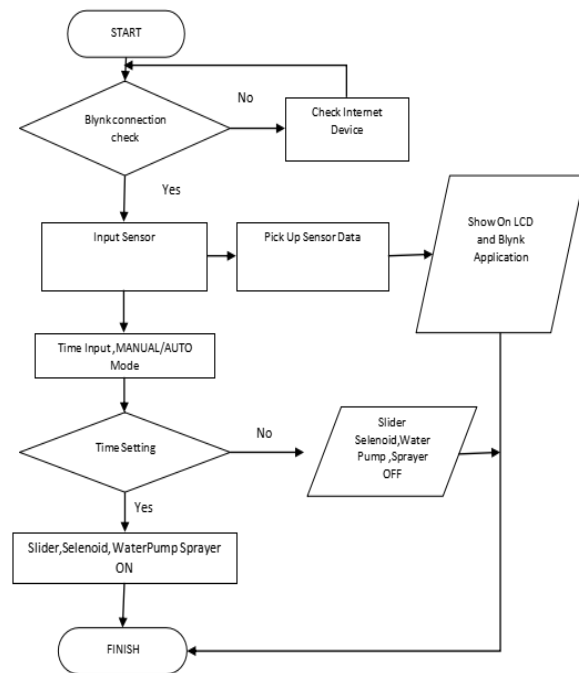 START
Blynk connection
check
No
Check Internet
Device
Yes
Input Sensor
Pick Up Sensor Data
Show On LCD
and Blynk
Application
Time Input ,MANUAL/AUTO
Mode
Time Setting
No
Slider
Selenoid,Water
Pump ,Sprayer
OFF
Yes
Slider,Selenoid, WaterPump Sprayer
ON
FINISH